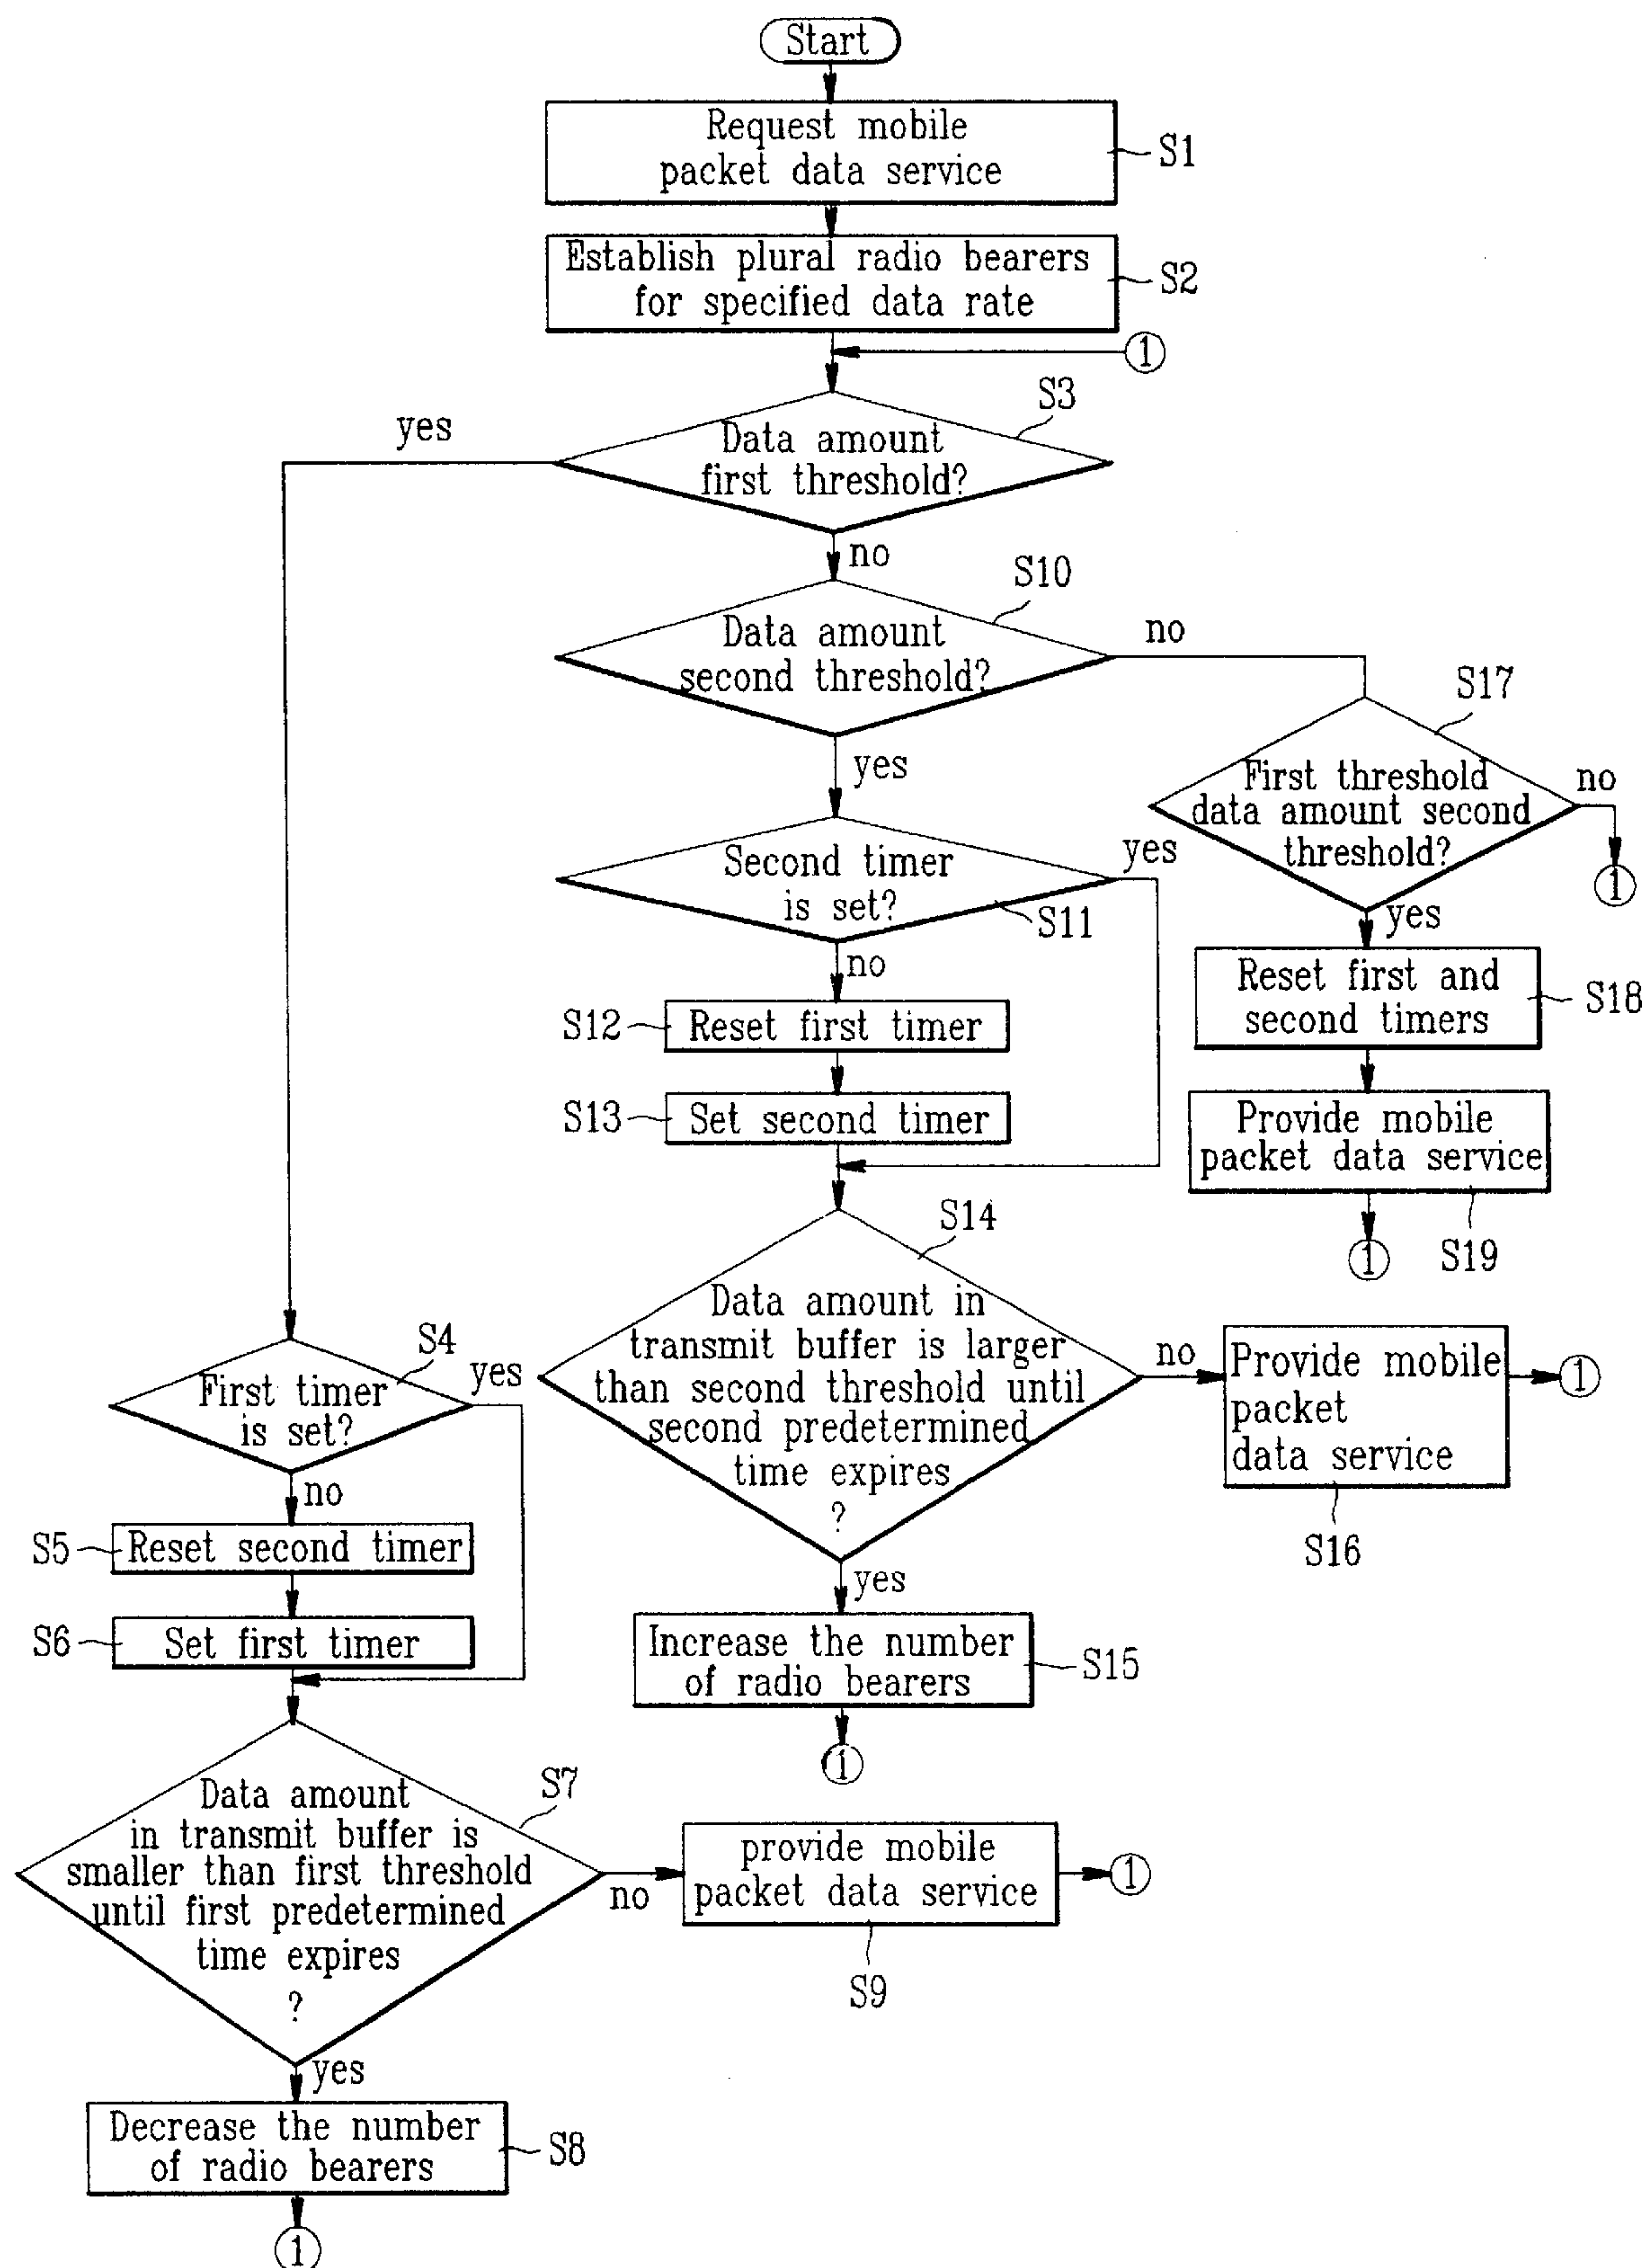 Start
Request mobile
packet data service
S1
Establish plural radio bearers
for specified data rate
S2
1
S3
yes
Data amount
first threshold?
no
S10
Data amount
second threshold?
no
S17
yes
First threshold
data amount second
threshold?
no
1
Second timer
is set?
yes
S11
no
yes
Reset first and
second timers
S18
S12
Reset first timer
S13
Set second timer
Provide mobile
packet data service
S19
1
S14
Data amount in
transmit buffer is larger
than second threshold until
second predetermined
time expires
?
no
Provide mobile
packet
data service
1
S16
S4
First timer
is set?
yes
no
S5
Reset second timer
S6
Set first timer
yes
Increase the number
of radio bearers
S15
1
S7
Data amount
in transmit buffer is
smaller than first threshold
until first predetermined
time expires
?
no
provide mobile
packet data service
1
S9
yes
Decrease the number
of radio bearers
S8
1